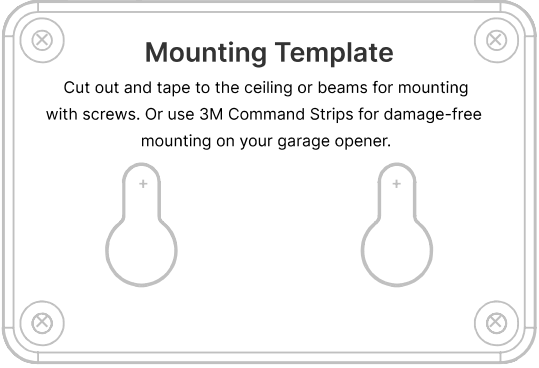 Mounting Template
Cut out and tape to the ceiling or beams for mounting
with screws. Or use 3M Command Strips for damage-free
mounting on your garage opener.